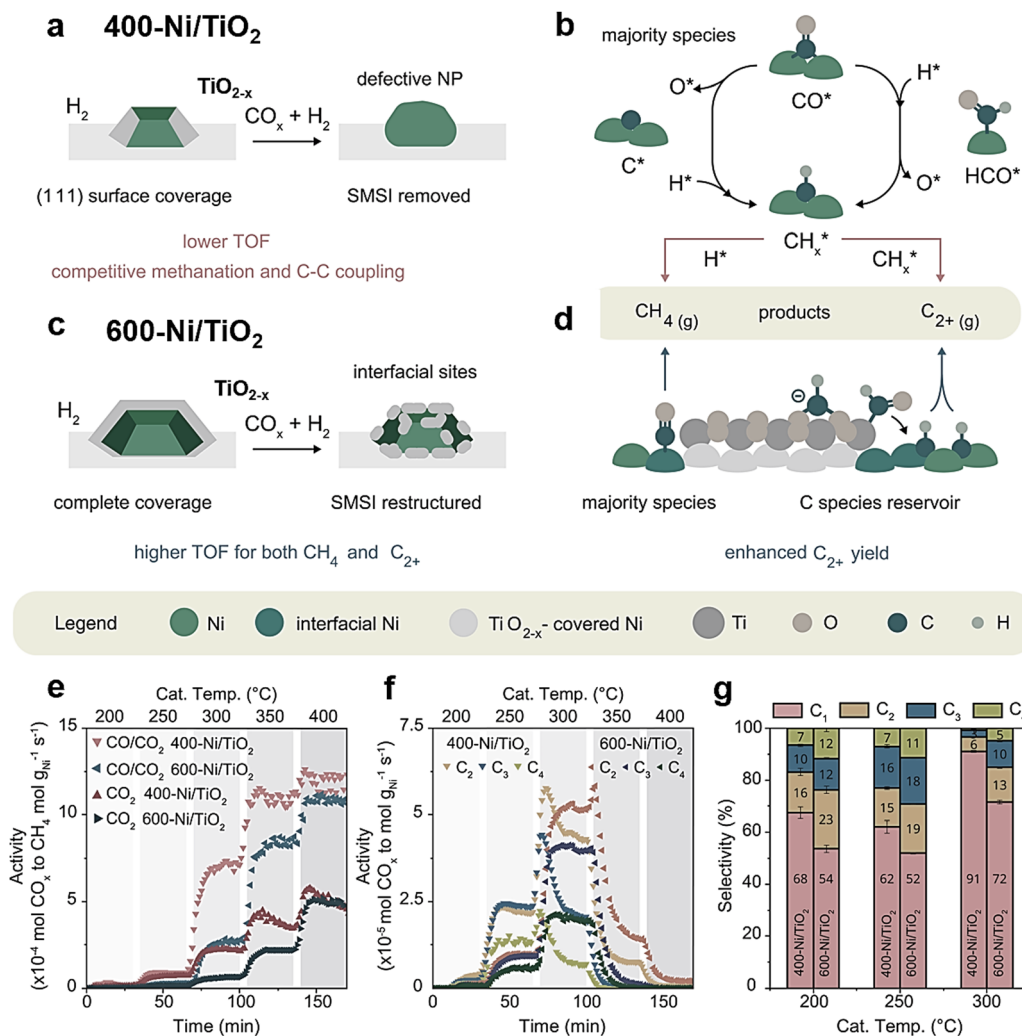 a 400-Ni/TiO2
H2
TiO2-x
COx + H2
defective NP
(111) surface coverage
SMSI removed
lower TOF
competitive methanation and C-C coupling
b
majority species
O*
CO*
H*
C*
HCO*
H*
O*
CHx*
H*
CHx*
CH4 (g)
products
C2+ (g)
c 600-Ni/TiO2
H2
TiO2-x
COx + H2
interfacial sites
complete coverage
SMSI restructured
higher TOF for both CH4 and C2+
d
majority species
C species reservoir
enhanced C2+ yield
Legend
Ni
interfacial Ni
TiO2-x- covered Ni
Ti
O
C
H
e
Cat. Temp. (°C)
200 250 300 350 400
CO/CO2 400-Ni/TiO2
CO/CO2 600-Ni/TiO2
CO2 400-Ni/TiO2
CO2 600-Ni/TiO2
15
10
5
0
Activity
(x10-4 mol COx to CH4 mol gNi-1 s-1)
0 50 100 150
Time (min)
f
Cat. Temp. (°C)
200 250 300 350 400
400-Ni/TiO2
C2 C3 C4
600-Ni/TiO2
C2 C3 C4
7.5
5
2.5
0
Activity
(x10-5 mol COx to mol gNi-1 s-1)
0 50 100 150
Time (min)
g
C1 C2 C3
100
80
60
40
20
0
Selectivity (%)
7
10
16
68
400-Ni/TiO2
12
12
23
54
600-Ni/TiO2
7
16
15
62
400-Ni/TiO2
11
18
19
52
600-Ni/TiO2
6
91
400-Ni/TiO2
5
10
13
72
600-Ni/TiO2
200 250 300
Cat. Temp. (°C)